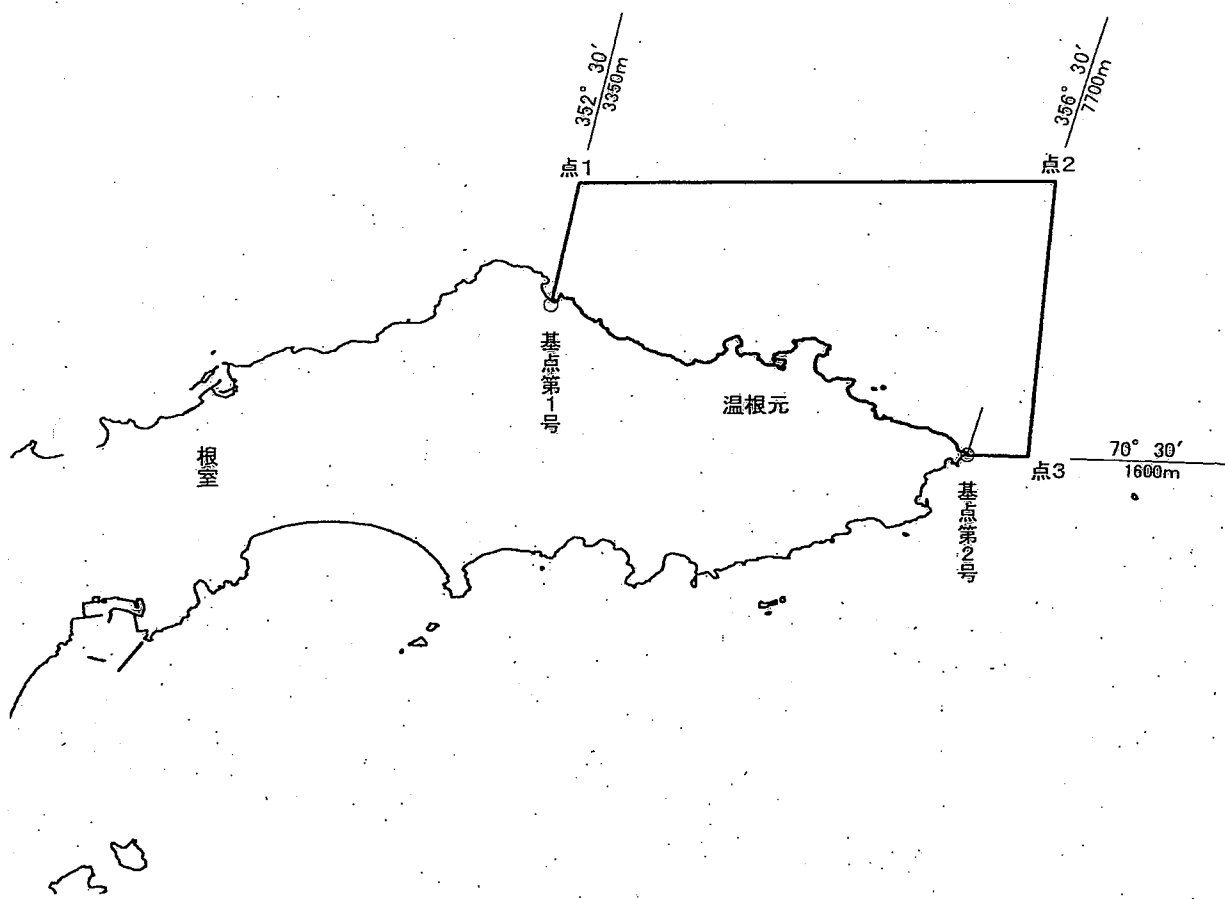 352° 30′
3350m
356° 30′
7700m
点1
点2
基点第1号
温根元
根室
点3
70° 30′
1600m
基点第2号